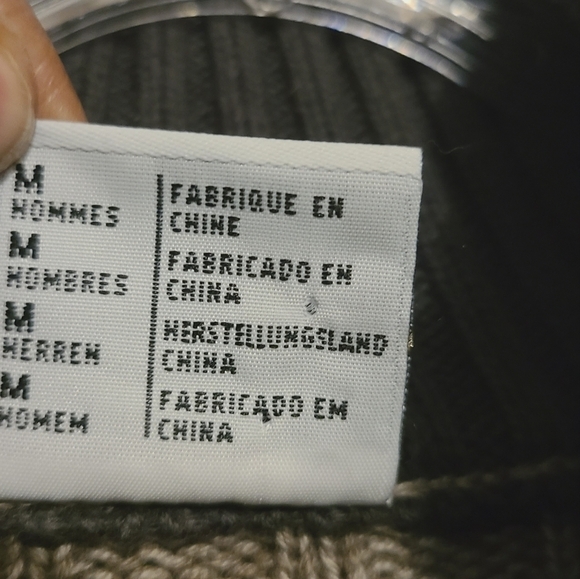 M
HOMMES
M
HOMBRES
M
HERREN
M
HOMEM
FABRIQUE EN
CHINE
FABRICADO EN
CHINA
HERSTELLUNGSLAND
CHINA
FABRICADO EM
CHINA